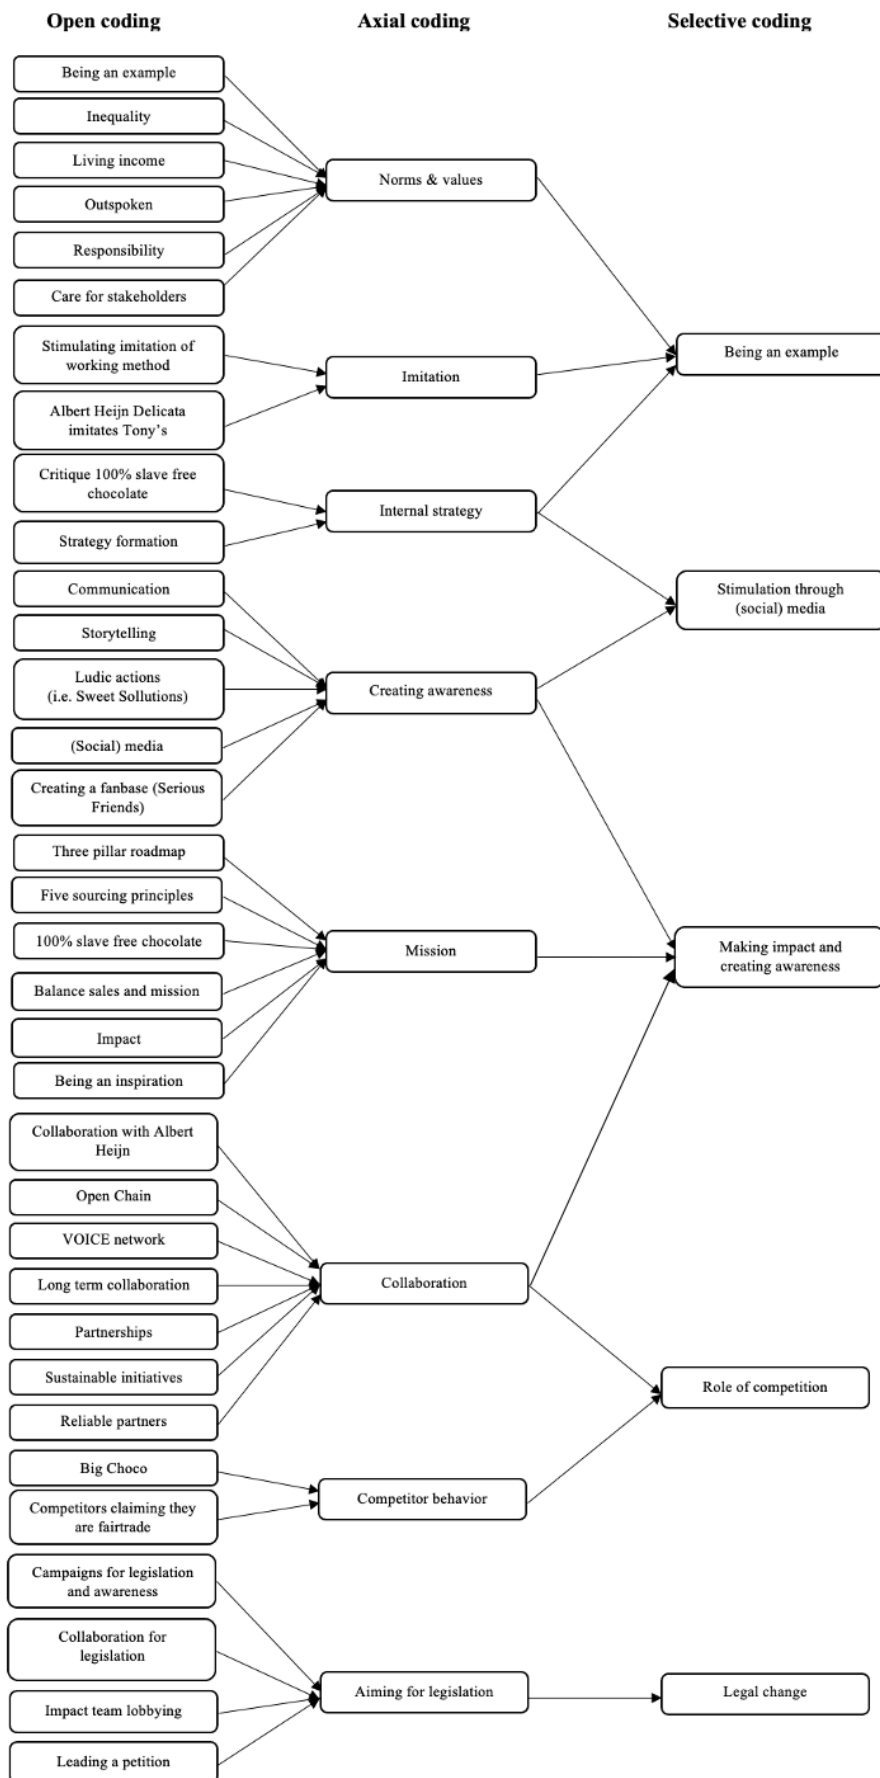 Open coding
Axial coding
Selective coding
Being an example
Inequality
Living income
Outspoken
Responsibility
Care for stakeholders
Stimulating imitation of
working method
Albert Heijn Delicata
imitates Tony's
Critique 100% slave free
chocolate
Strategy formation
Communication
Storytelling
Ludic actions
(i.e. Sweet Sollutions)
(Social) media
Creating a fanbase (Serious
Friends)
Three pillar roadmap
Five sourcing principles
100% slave free chocolate
Balance sales and mission
Impact
Being an inspiration
Collaboration with Albert
Heijn
Open Chain
VOICE network
Long term collaboration
Partnerships
Sustainable initiatives
Reliable partners
Big Choco
Competitors claiming they
are fairtrade
Campaigns for legislation
and awareness
Collaboration for
legislation
Impact team lobbying
Leading a petition
Norms & values
Imitation
Internal strategy
Creating awareness
Mission
Collaboration
Competitor behavior
Aiming for legislation
Being an example
Stimulation through
(social) media
Making impact and
creating awareness
Role of competition
Legal change